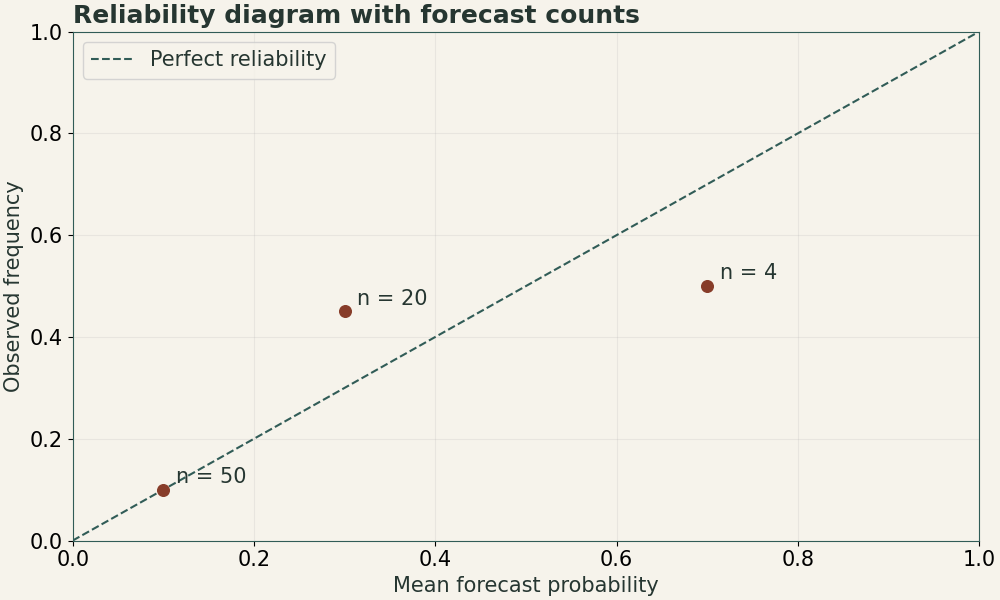 Reliability diagram with forecast counts
1.0
Perfect reliability
0.8
0.6
n = 4
n = 20
0.4
0.2
n = 50
0.0
0.0 0.2 0.4 0.6 0.8 1.0
Mean forecast probability
Observed frequency